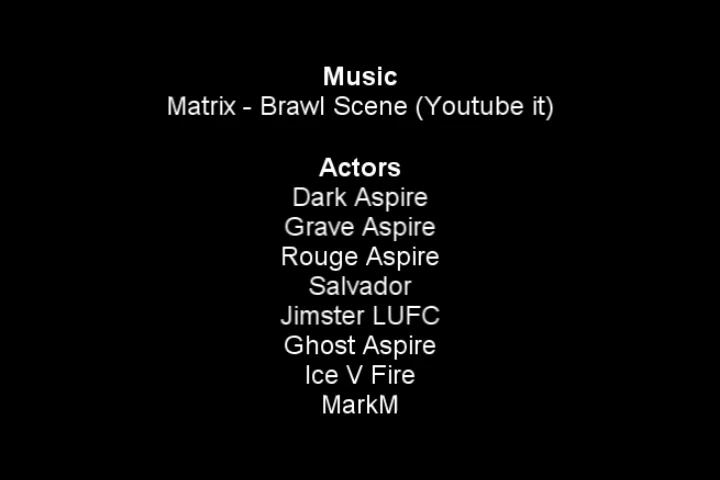 Music
Matrix - Brawl Scene (Youtube it)
Actors
Dark Aspire
Grave Aspire
Rouge Aspire
Salvador
Jimster LUFC
Ghost Aspire
Ice V Fire
MarkM